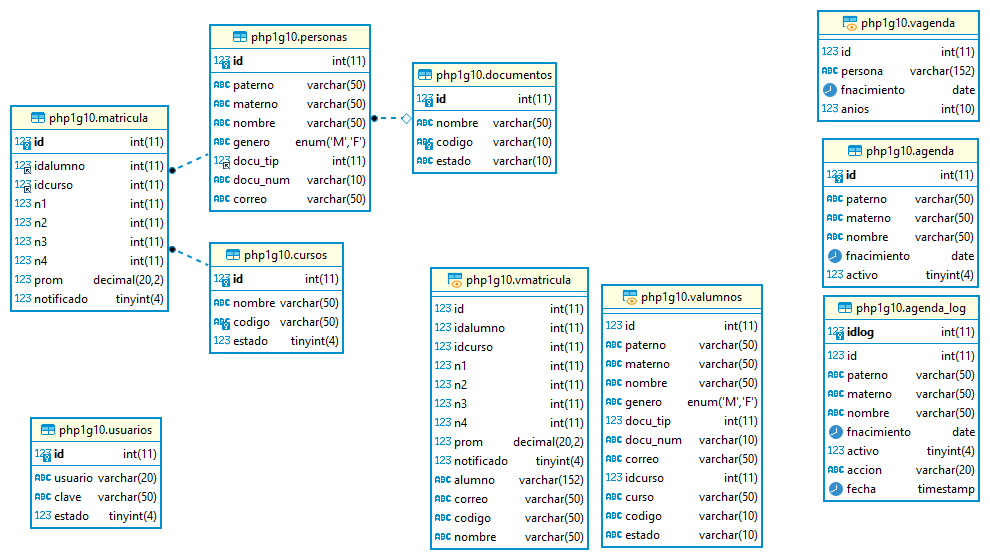 php1g10.matricula
123 id int(11)
123 idalumno int(11)
123 idcurso int(11)
123 n1 int(11)
123 n2 int(11)
123 n3 int(11)
123 n4 int(11)
123 prom decimal(20,2)
123 notificado tinyint(4)
php1g10.personas
123 id int(11)
ABC paterno varchar(50)
ABC materno varchar(50)
ABC nombre varchar(50)
ABC genero enum('M','F')
123 docu_tip int(11)
ABC docu_num varchar(10)
ABC correo varchar(50)
php1g10.documentos
123 id int(11)
ABC nombre varchar(50)
ABC codigo varchar(10)
ABC estado varchar(10)
php1g10.cursos
123 id int(11)
ABC nombre varchar(50)
ABC codigo varchar(50)
123 estado tinyint(4)
php1g10.usuarios
123 id int(11)
ABC usuario varchar(20)
ABC clave varchar(50)
123 estado tinyint(4)
php1g10.vmatricula
123 id int(11)
123 idalumno int(11)
123 idcurso int(11)
123 n1 int(11)
123 n2 int(11)
123 n3 int(11)
123 n4 int(11)
123 prom decimal(20,2)
123 notificado tinyint(4)
ABC alumno varchar(152)
ABC correo varchar(50)
ABC codigo varchar(50)
ABC nombre varchar(50)
php1g10.valumnos
123 id int(11)
ABC paterno varchar(50)
ABC materno varchar(50)
ABC nombre varchar(50)
ABC genero enum('M','F')
123 docu_tip int(11)
ABC docu_num varchar(10)
ABC correo varchar(50)
123 idcurso int(11)
ABC curso varchar(50)
ABC codigo varchar(10)
ABC estado varchar(10)
php1g10.vagenda
123 id int(11)
ABC persona varchar(152)
fnacimiento date
123 anios int(10)
php1g10.agenda
123 id int(11)
ABC paterno varchar(50)
ABC materno varchar(50)
ABC nombre varchar(50)
fnacimiento date
123 activo tinyint(4)
php1g10.agenda_log
123 idlog int(11)
123 id int(11)
ABC paterno varchar(50)
ABC materno varchar(50)
ABC nombre varchar(50)
fnacimiento date
123 activo tinyint(4)
ABC accion varchar(20)
fecha timestamp